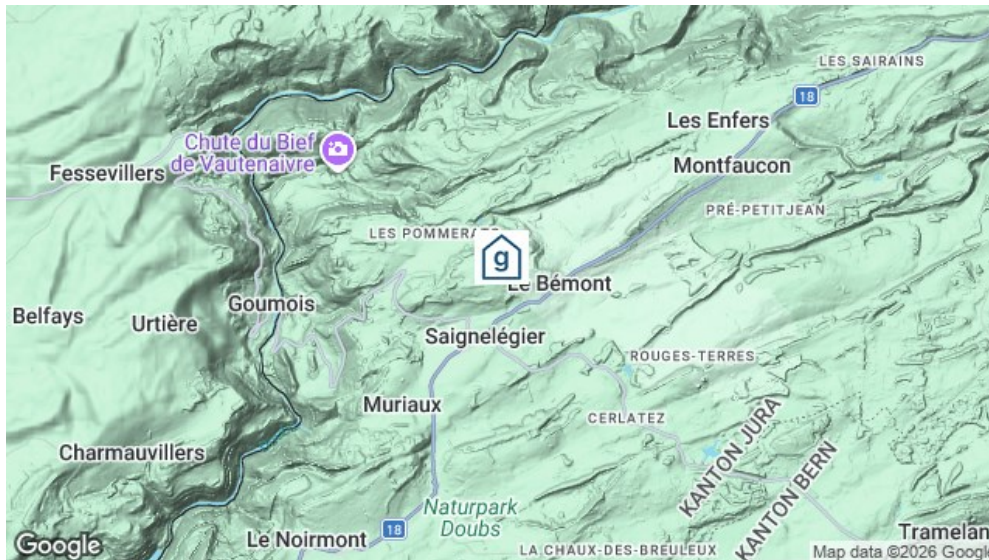 LES SAIRAINS
18
Les Enfers
Chute du Bief
de Vautenaivre
Fessevillers
Montfaucon
PRÉ-PETITJEAN
LES POMMERATS
g
Le Bémont
Goumois
Belfays
Urtière
Saignelégier
ROUGES-TERRES
Muriaux
CERLATEZ
KANTON JURA
KANTON BERN
Charmauvillers
Naturpark
Doubs
Le Noirmont
18
Tramelan
LA CHAUX-DES-BREULEUX
Google
Map data ©2026 Google